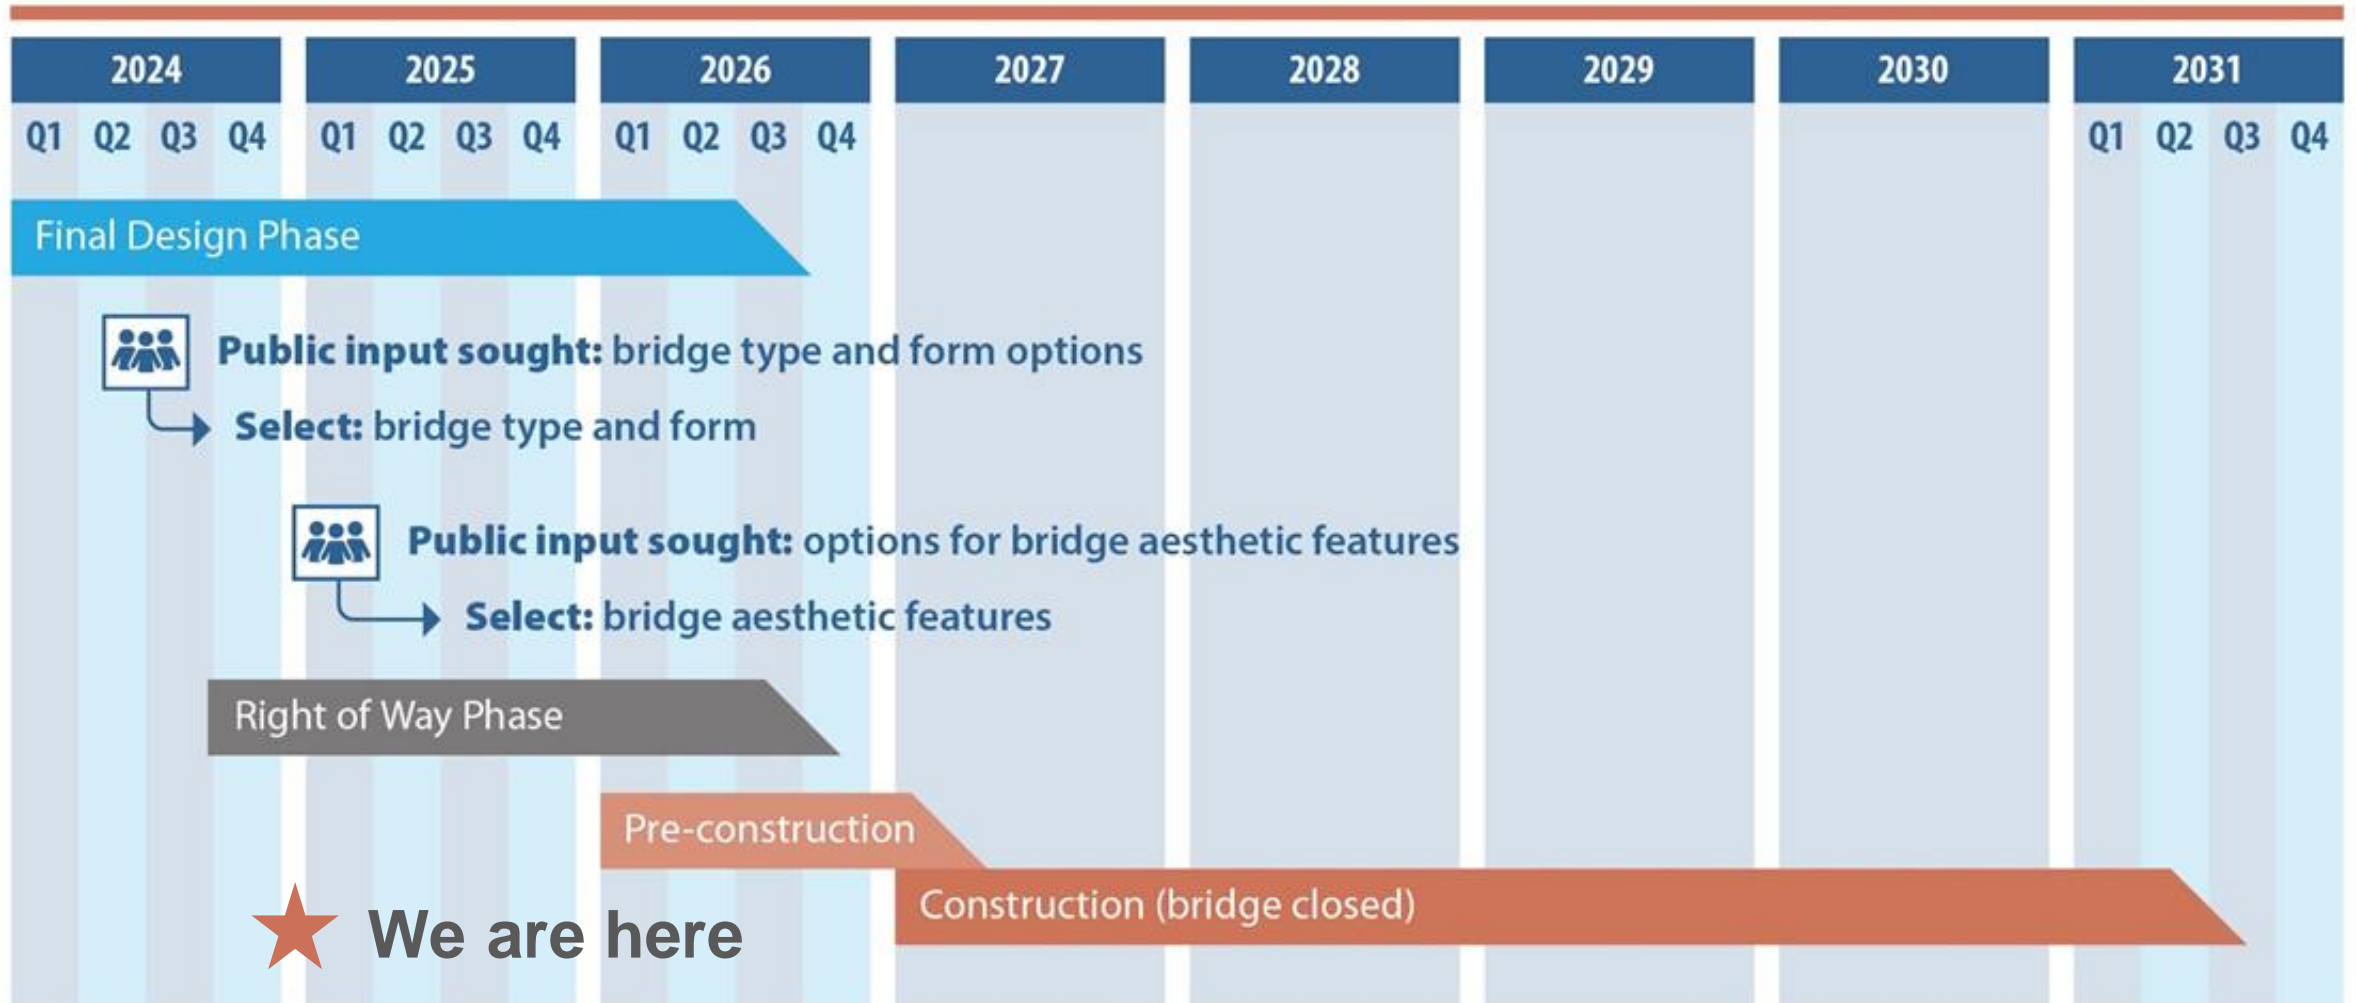 2024 2025 2026 2027 2028 2029 2030 2031
Q1 Q2 Q3 Q4 Q1 Q2 Q3 Q4 Q1 Q2 Q3 Q4 Q1 Q2 Q3 Q4
Final Design Phase
Public input sought: bridge type and form options
Select: bridge type and form
Public input sought: options for bridge aesthetic features
Select: bridge aesthetic features
Right of Way Phase
Pre-construction
Construction (bridge closed)
We are here